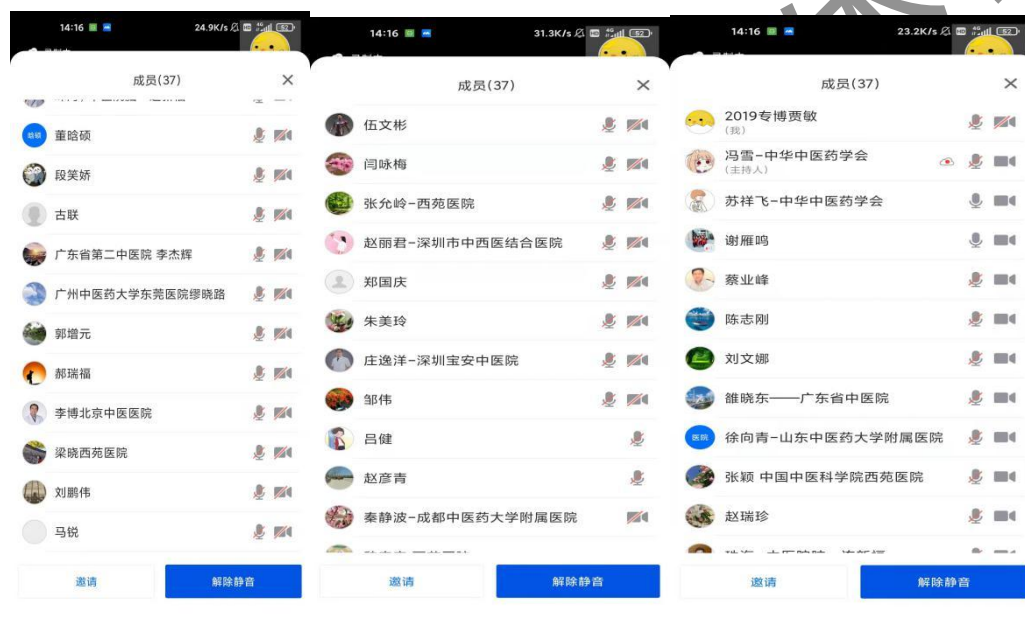 14:16
24.9K/s
成员(37)
董晗硕
段笑娇
古联
广东省第二中医院 李杰辉
广州中医药大学东莞医院缪晓路
郭增元
郝瑞福
李博北京中医医院
梁晓西苑医院
刘鹏伟
马锐
邀请
解除静音
14:16
31.3K/s
成员(37)
伍文彬
闫咏梅
张允岭-西苑医院
赵丽君-深圳市中西医结合医院
郑国庆
朱美玲
庄逸洋-深圳宝安中医院
邹伟
吕健
赵彦青
秦静波-成都中医药大学附属医院
邀请
解除静音
14:16
23.2K/s
成员(37)
2019专博贾敏
(我)
冯雪-中华中医药学会
(主持人)
苏祥飞-中华中医药学会
谢雁鸣
蔡业峰
陈志刚
刘文娜
雒晓东——广东省中医院
医院
徐向青-山东中医药大学附属医院
张颖 中国中医科学院西苑医院
赵瑞珍
邀请
解除静音